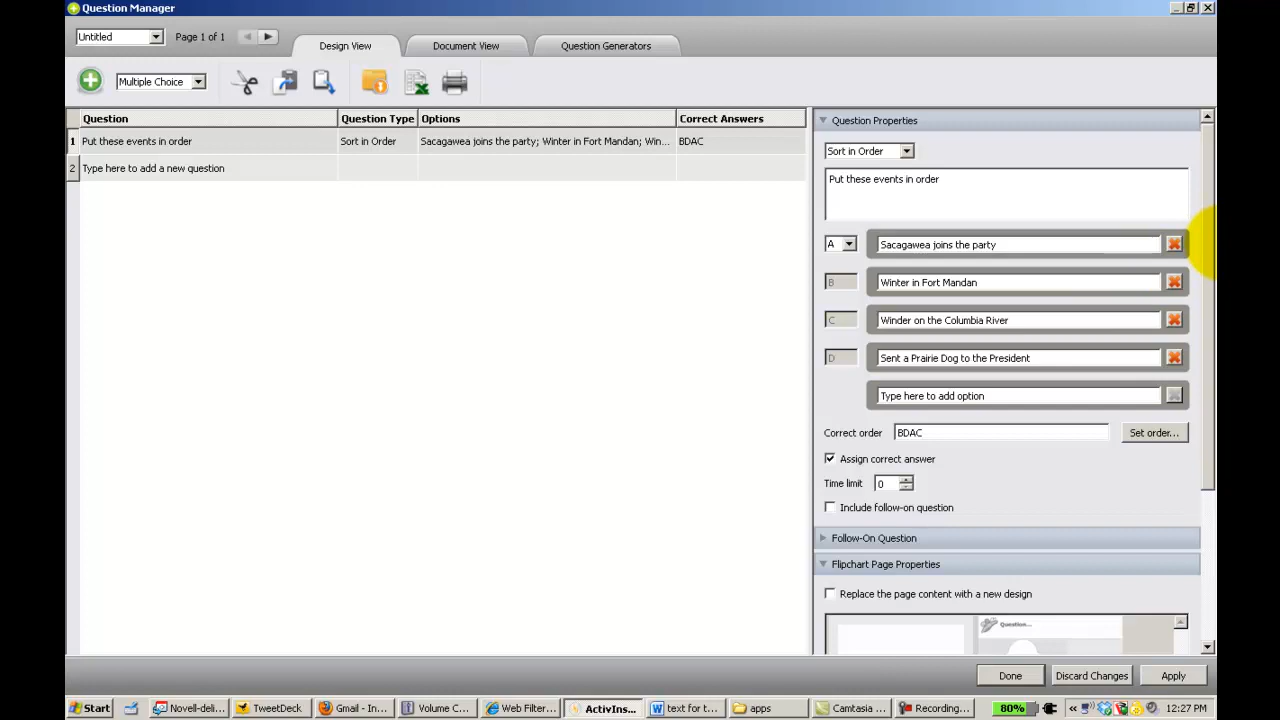 Question Manager
Untitled Page 1 of 1
Design View Document View Question Generators
Multiple Choice
Question Question Type Options Correct Answers
1 Put these events in order Sort in Order Sacagawea joins the party; Winter in Fort Mandan; Win... BDAC
2 Type here to add a new question
Question Properties
Sort in Order
Put these events in order
A Sacagawea joins the party
B Winter in Fort Mandan
C Winder on the Columbia River
D Sent a Prairie Dog to the President
Type here to add option
Correct order BDAC Set order...
Assign correct answer
Time limit 0
Include follow-on question
Follow-On Question
Flipchart Page Properties
Replace the page content with a new design
Question...
Done Discard Changes Apply
Start Novell-deli... TweetDeck Gmail - In... Volume C... Web Filter... ActivIns... text for t... apps Camtasia ... Recording... 80% « 12:27 PM